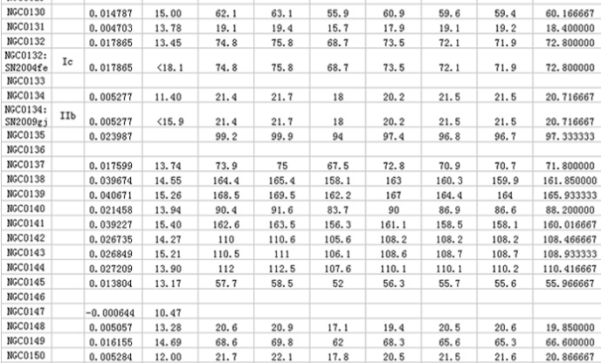 NGC0130 0.014787 15.00 62.1 63.1 55.9 60.9 59.6 59.4 60.166667
NGC0131 0.004703 13.78 19.1 19.4 15.7 17.9 19.1 19.2 18.400000
NGC0132 0.017865 13.45 74.8 75.8 68.7 73.5 72.1 71.9 72.800000
NGC0132:
SN2004fe Ic 0.017865 <18.1 74.8 75.8 68.7 73.5 72.1 71.9 72.800000
NGC0133
NGC0134 0.005277 11.40 21.4 21.7 18 20.2 21.5 21.5 20.716667
NGC0134:
SN2009gj IIb 0.005277 <15.9 21.4 21.7 18 20.2 21.5 21.5 20.716667
NGC0135 0.023987 99.2 99.9 94 97.4 96.8 96.7 97.333333
NGC0136
NGC0137 0.017599 13.74 73.9 75 67.5 72.8 70.9 70.7 71.800000
NGC0138 0.039674 14.55 164.4 165.4 158.1 163 160.3 159.9 161.850000
NGC0139 0.040671 15.26 168.5 169.5 162.2 167 164.4 164 165.933333
NGC0140 0.021458 13.94 90.4 91.6 83.7 90 86.9 86.6 88.200000
NGC0141 0.039227 15.40 162.6 163.5 156.3 161.1 158.5 158.1 160.016667
NGC0142 0.026735 14.27 110 110.6 105.6 108.2 108.2 108.2 108.466667
NGC0143 0.026849 15.21 110.5 111 106.1 108.6 108.7 108.7 108.933333
NGC0144 0.027209 13.90 112 112.5 107.6 110.1 110.1 110.2 110.416667
NGC0145 0.013804 13.17 57.7 58.5 52 56.3 55.7 55.6 55.966667
NGC0146
NGC0147 -0.000644 10.47
NGC0148 0.005057 13.28 20.6 20.9 17.1 19.4 20.5 20.6 19.850000
NGC0149 0.016155 14.69 68.6 69.8 62 68.3 65.6 65.3 66.600000
NGC0150 0.005284 12.00 21.7 22.1 17.8 20.5 21.5 21.6 20.866667